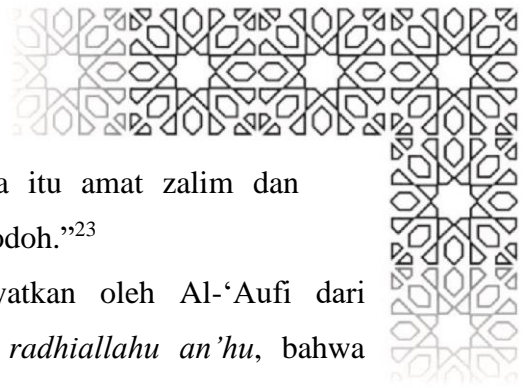 a itu amat zalim dan
odoh.”23
yatkan oleh Al-‘Aufi dari
radhiallahu an’hu, bahwa